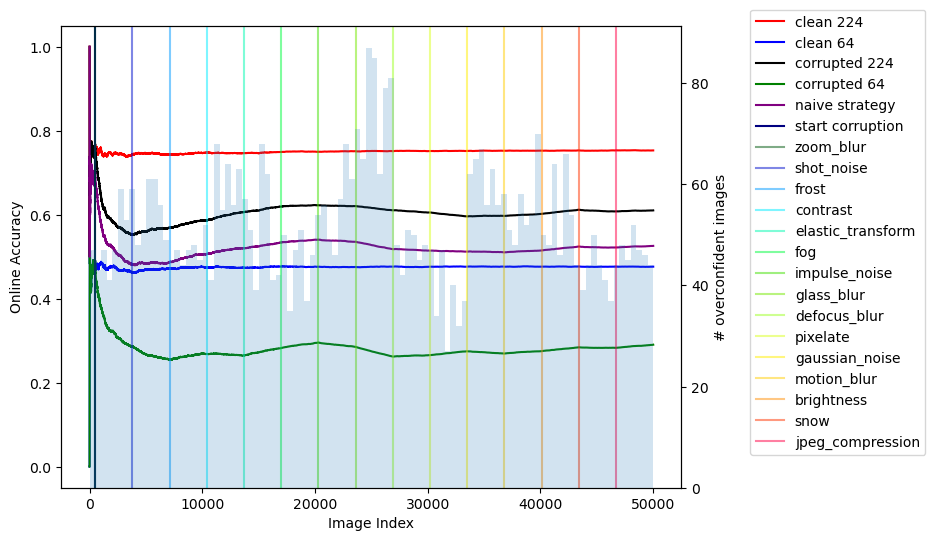 Online Accuracy
1.0
0.8
0.6
0.4
0.2
0.0
0
10000
20000
30000
40000
50000
Image Index
80
60
40
20
0
# overconfident images
clean 224
clean 64
corrupted 224
corrupted 64
naive strategy
start corruption
zoom_blur
shot_noise
frost
contrast
elastic_transform
fog
impulse_noise
glass_blur
defocus_blur
pixelate
gaussian_noise
motion_blur
brightness
snow
jpeg_compression